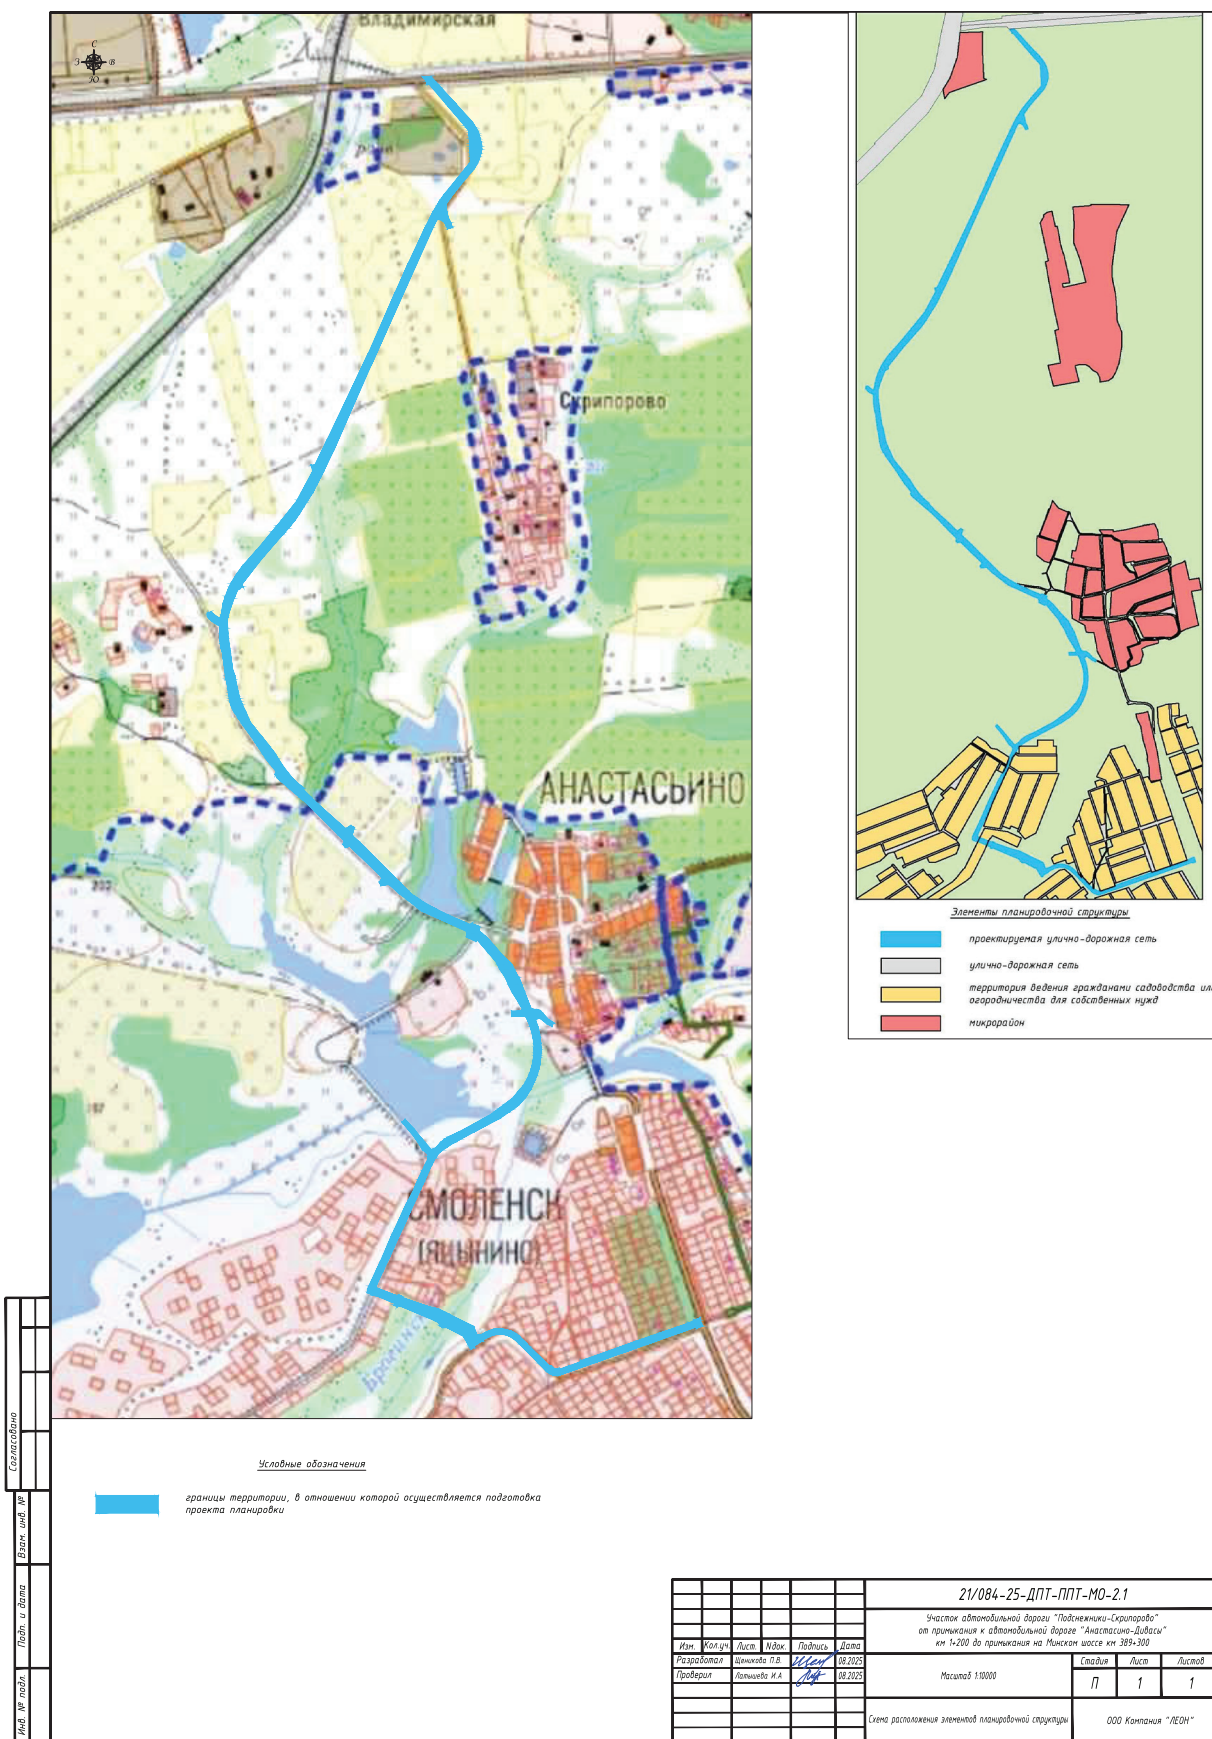 Владимирская
С
З
В
Ю
роща
Скрипорово
АНАСТАСЬИНО
202
СМОЛЕНСК
(ЯЦЫНИНО)
Элементы планировочной структуры
проектируемая улично-дорожная сеть
улично-дорожная сеть
территория ведения гражданами садоводства или
огородничества для собственных нужд
микрорайон
Условные обозначения
границы территории, в отношении которой осуществляется подготовка
проекта планировки
Согласовано
Взам. инв. №
Подп. и дата
Инв. № подл.
21/084-25-ДПТ-ППТ-МО-2.1
Участок автомобильной дороги "Подснежники-Скрипорово"
от примыкания к автомобильной дороге "Анастасино-Дивасы"
км 1+200 до примыкания на Минском шоссе км 389+300
Изм. Кол.уч. Лист. Nдок. Подпись Дата
Разработал Щеникова П.В. 08.2025
Проверил Латышева И.А 08.2025
Масштаб 1:10000
Стадия Лист Листов
П 1 1
Схема расположения элементов планировочной структуры
ООО Компания "ЛЕОН"